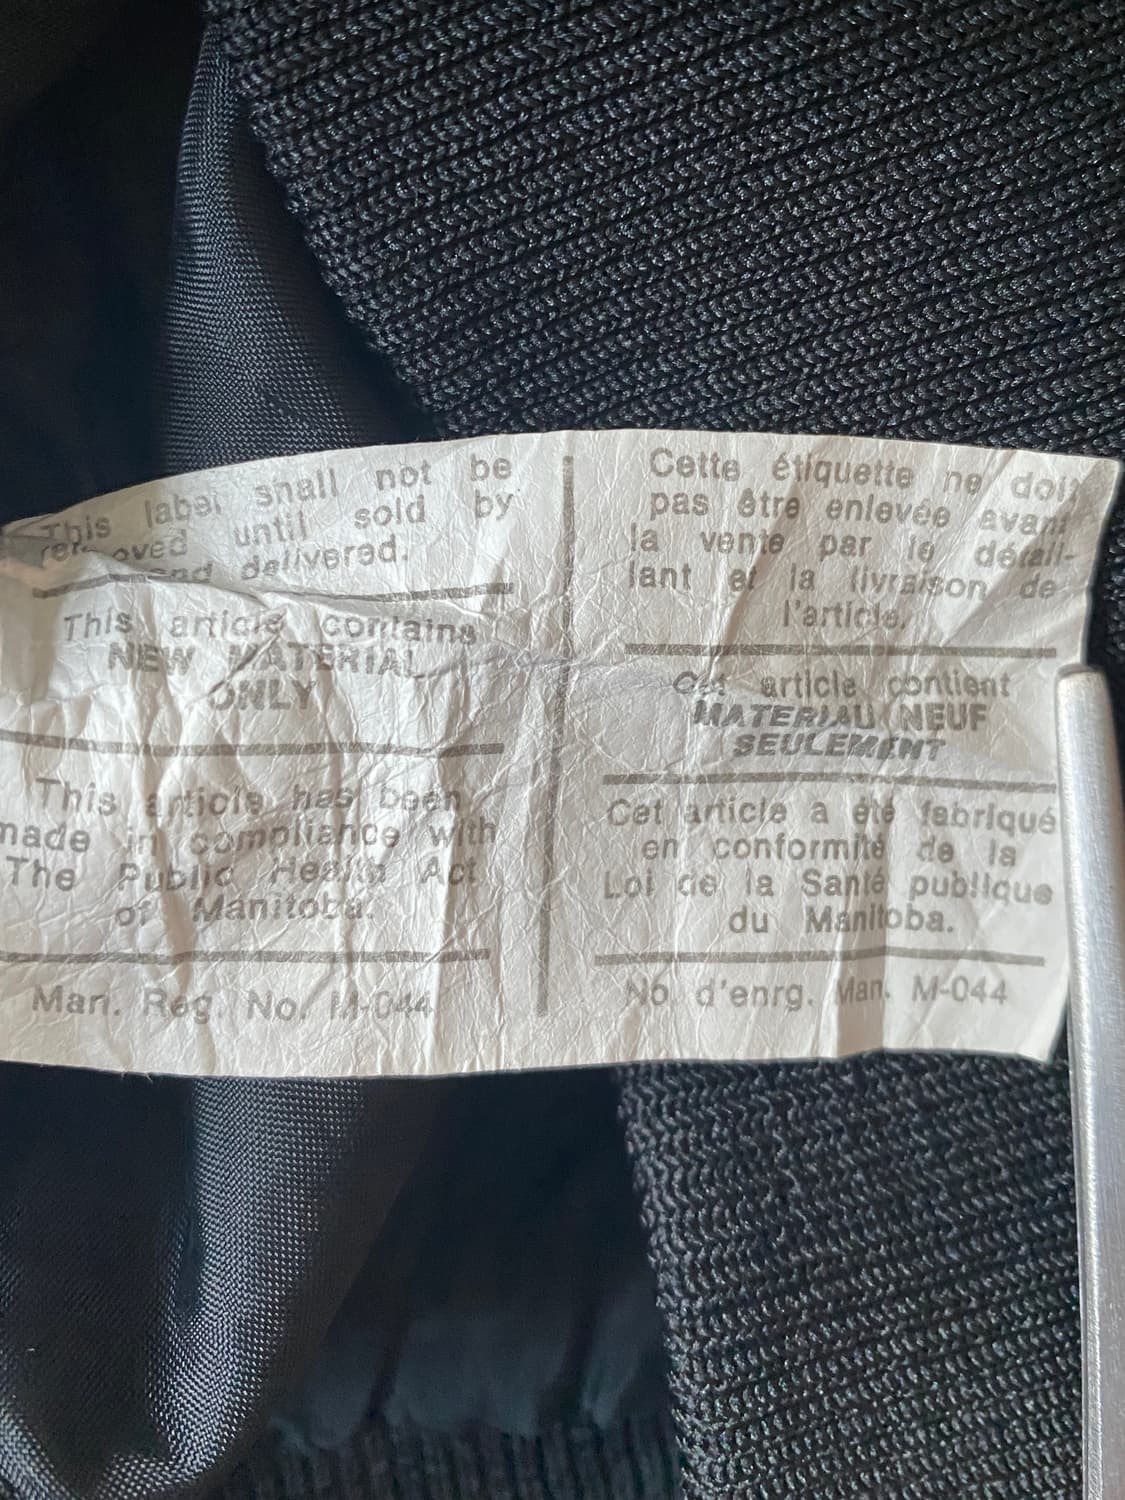 This label shall not be
removed until sold by
and delivered.
This article contains
NEW MATERIAL
ONLY
This article has been
made in compliance with
The Public Health Act
of Manitoba.
Man. Reg. No. M-044
Cette étiquette ne doit
pas être enlevée avant
la vente par le détail-
lant et la livraison de
l'article.
Cet article contient
MATERIAU NEUF
SEULEMENT
Cet article a été fabriqué
en conformité de la
Loi de la Santé publique
du Manitoba.
No. d'enrg. Man. M-044